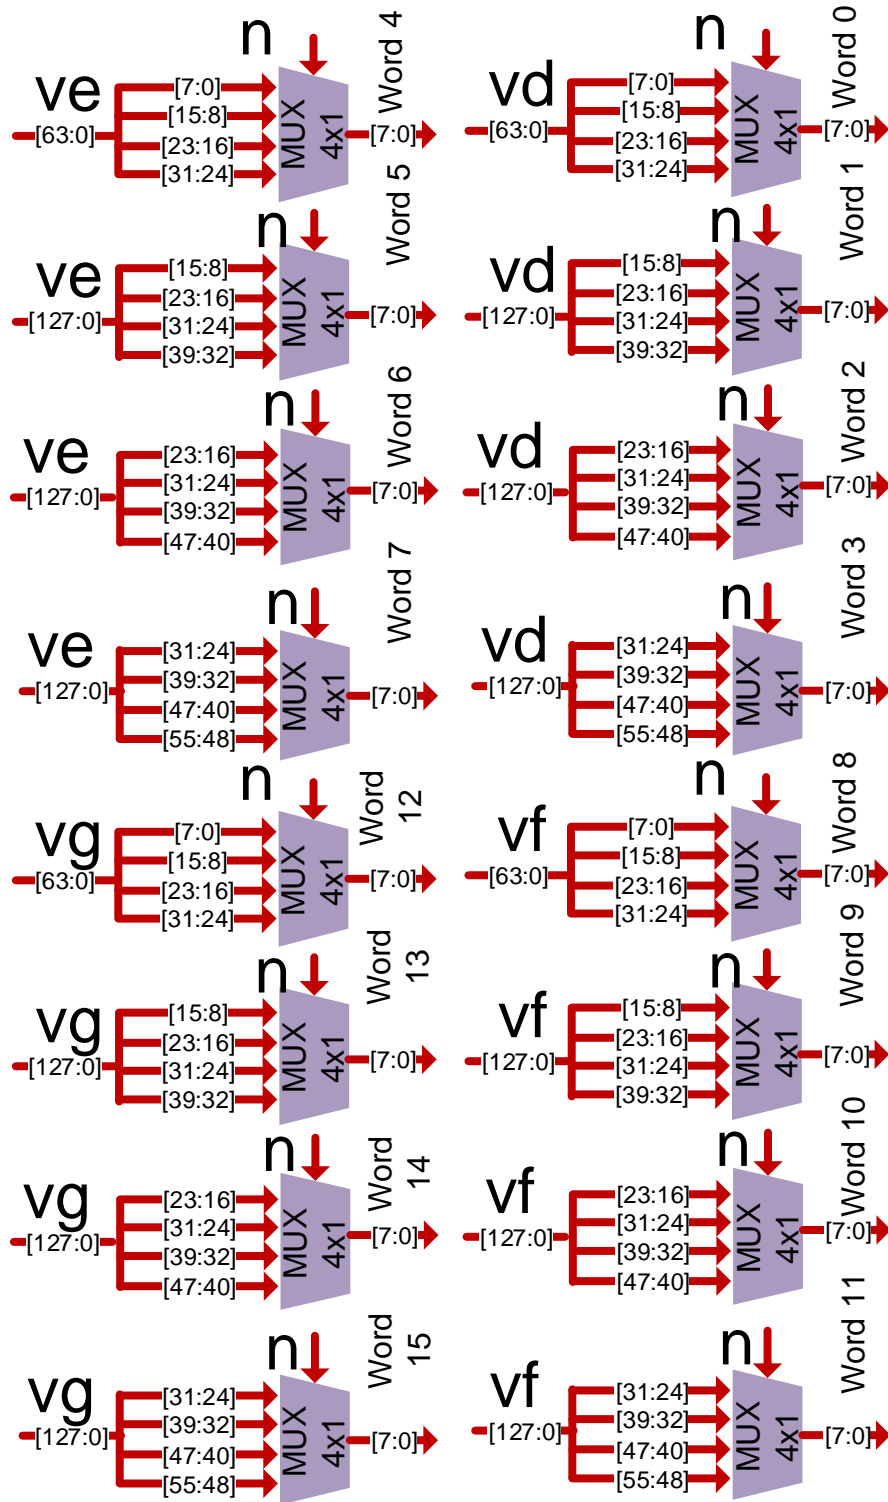 n
Word 4
ve
[63:0]
[7:0]
[15:8]
[23:16]
[31:24]
MUX
4x1
[7:0]
n
Word 0
vd
[63:0]
[7:0]
[15:8]
[23:16]
[31:24]
MUX
4x1
[7:0]
n
Word 5
ve
[127:0]
[15:8]
[23:16]
[31:24]
[39:32]
MUX
4x1
[7:0]
n
Word 1
vd
[127:0]
[15:8]
[23:16]
[31:24]
[39:32]
MUX
4x1
[7:0]
n
Word 6
ve
[127:0]
[23:16]
[31:24]
[39:32]
[47:40]
MUX
4x1
[7:0]
n
Word 2
vd
[127:0]
[23:16]
[31:24]
[39:32]
[47:40]
MUX
4x1
[7:0]
n
Word 7
ve
[127:0]
[31:24]
[39:32]
[47:40]
[55:48]
MUX
4x1
[7:0]
n
Word 3
vd
[127:0]
[31:24]
[39:32]
[47:40]
[55:48]
MUX
4x1
[7:0]
n
Word
12
vg
[63:0]
[7:0]
[15:8]
[23:16]
[31:24]
MUX
4x1
[7:0]
n
Word 8
vf
[63:0]
[7:0]
[15:8]
[23:16]
[31:24]
MUX
4x1
[7:0]
n
Word
13
vg
[127:0]
[15:8]
[23:16]
[31:24]
[39:32]
MUX
4x1
[7:0]
n
Word 9
vf
[127:0]
[15:8]
[23:16]
[31:24]
[39:32]
MUX
4x1
[7:0]
n
Word
14
vg
[127:0]
[23:16]
[31:24]
[39:32]
[47:40]
MUX
4x1
[7:0]
n
Word 10
vf
[127:0]
[23:16]
[31:24]
[39:32]
[47:40]
MUX
4x1
[7:0]
n
Word
15
vg
[127:0]
[31:24]
[39:32]
[47:40]
[55:48]
MUX
4x1
[7:0]
n
Word 11
vf
[127:0]
[31:24]
[39:32]
[47:40]
[55:48]
MUX
4x1
[7:0]